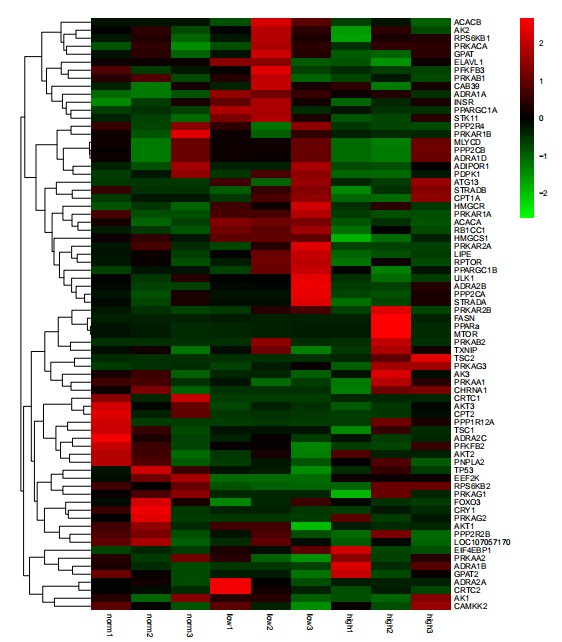 ACACB
AK2
RPS6KB1
PRKACA
GPAT
ELAVL1
PFKFB3
PRKAB1
CAB39
ADRA1A
INSR
PPARGC1A
STK11
PPP2R4
PRKAR1B
MLYCD
PPP2CB
ADRA1D
ADIPOR1
PDPK1
ATG13
STRADB
CPT1A
HMGCR
PRKAR1A
ACACA
RB1CC1
HMGCS1
PRKAR2A
LIPE
RPTOR
PPARGC1B
ULK1
ADRA2B
PPP2CA
STRADA
PRKAR2B
FASN
PPARa
MTOR
PRKAB2
TXNIP
TSC2
PRKAG3
AK3
PRKAA1
CHRNA1
CRTC1
AKT3
CPT2
PPP1R12A
TSC1
ADRA2C
PFKFB2
AKT2
PNPLA2
TP53
EEF2K
RPS6KB2
PRKAG1
FOXO3
CRY1
PRKAG2
AKT1
PPP2R2B
LOC107057170
EIF4EBP1
PRKAA2
ADRA1B
GPAT2
ADRA2A
CRTC2
AK1
CAMKK2
norm1
norm2
norm3
low1
low2
low3
high1
high2
high3
2
1
0
−1
−2